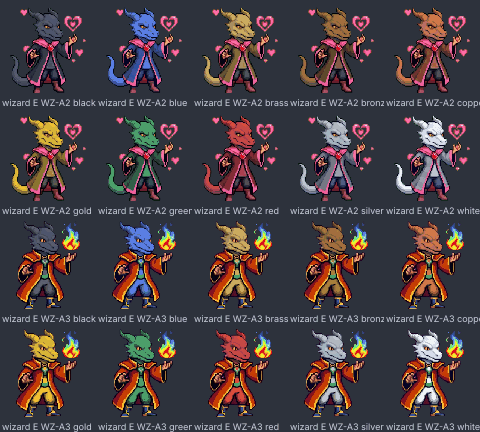 wizard E WZ-A2 black
wizard E WZ-A2 blue
wizard E WZ-A2 brass
wizard E WZ-A2 bronz
wizard E WZ-A2 coppe
wizard E WZ-A2 gold
wizard E WZ-A2 greer
wizard E WZ-A2 red
wizard E WZ-A2 silver
wizard E WZ-A2 white
wizard E WZ-A3 black
wizard E WZ-A3 blue
wizard E WZ-A3 brass
wizard E WZ-A3 bronz
wizard E WZ-A3 coppe
wizard E WZ-A3 gold
wizard E WZ-A3 greer
wizard E WZ-A3 red
wizard E WZ-A3 silver
wizard E WZ-A3 white